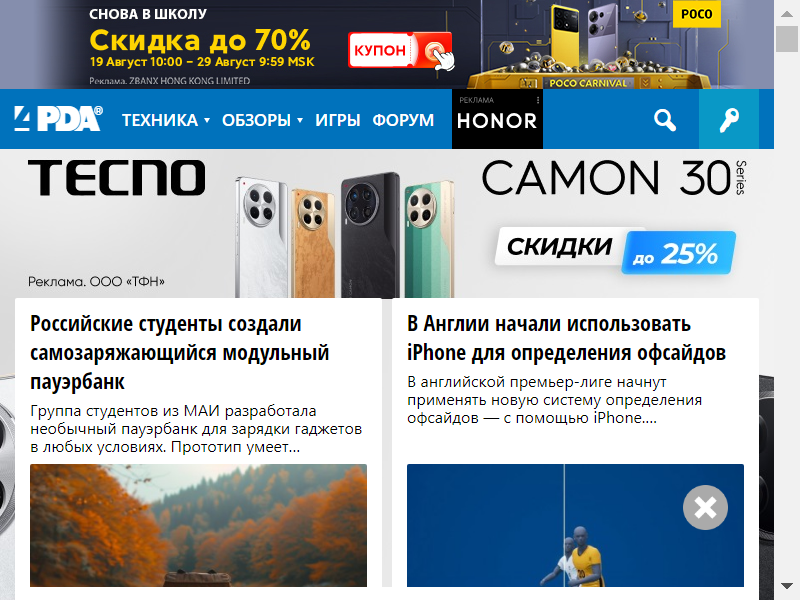 СНОВА В ШКОЛУ
Скидка до 70%
19 Август 10:00 – 29 Август 9:59 MSK
Реклама. ZBANX HONG KONG LIMITED
КУПОН
POCO
POCO CARNIVAL
4PDA®
ТЕХНИКА
ОБЗОРЫ
ИГРЫ
ФОРУМ
РЕКЛАМА
HONOR
TECNO
CAMON 30 Series
СКИДКИ до 25%
Реклама. ООО «ТФН»
Российские студенты создали
самозаряжающийся модульный
пауэрбанк
Группа студентов из МАИ разработала
необычный пауэрбанк для зарядки гаджетов
в любых условиях. Прототип умеет...
В Англии начали использовать
iPhone для определения офсайдов
В английской премьер-лиге начнут
применять новую систему определения
офсайдов — с помощью iPhone....